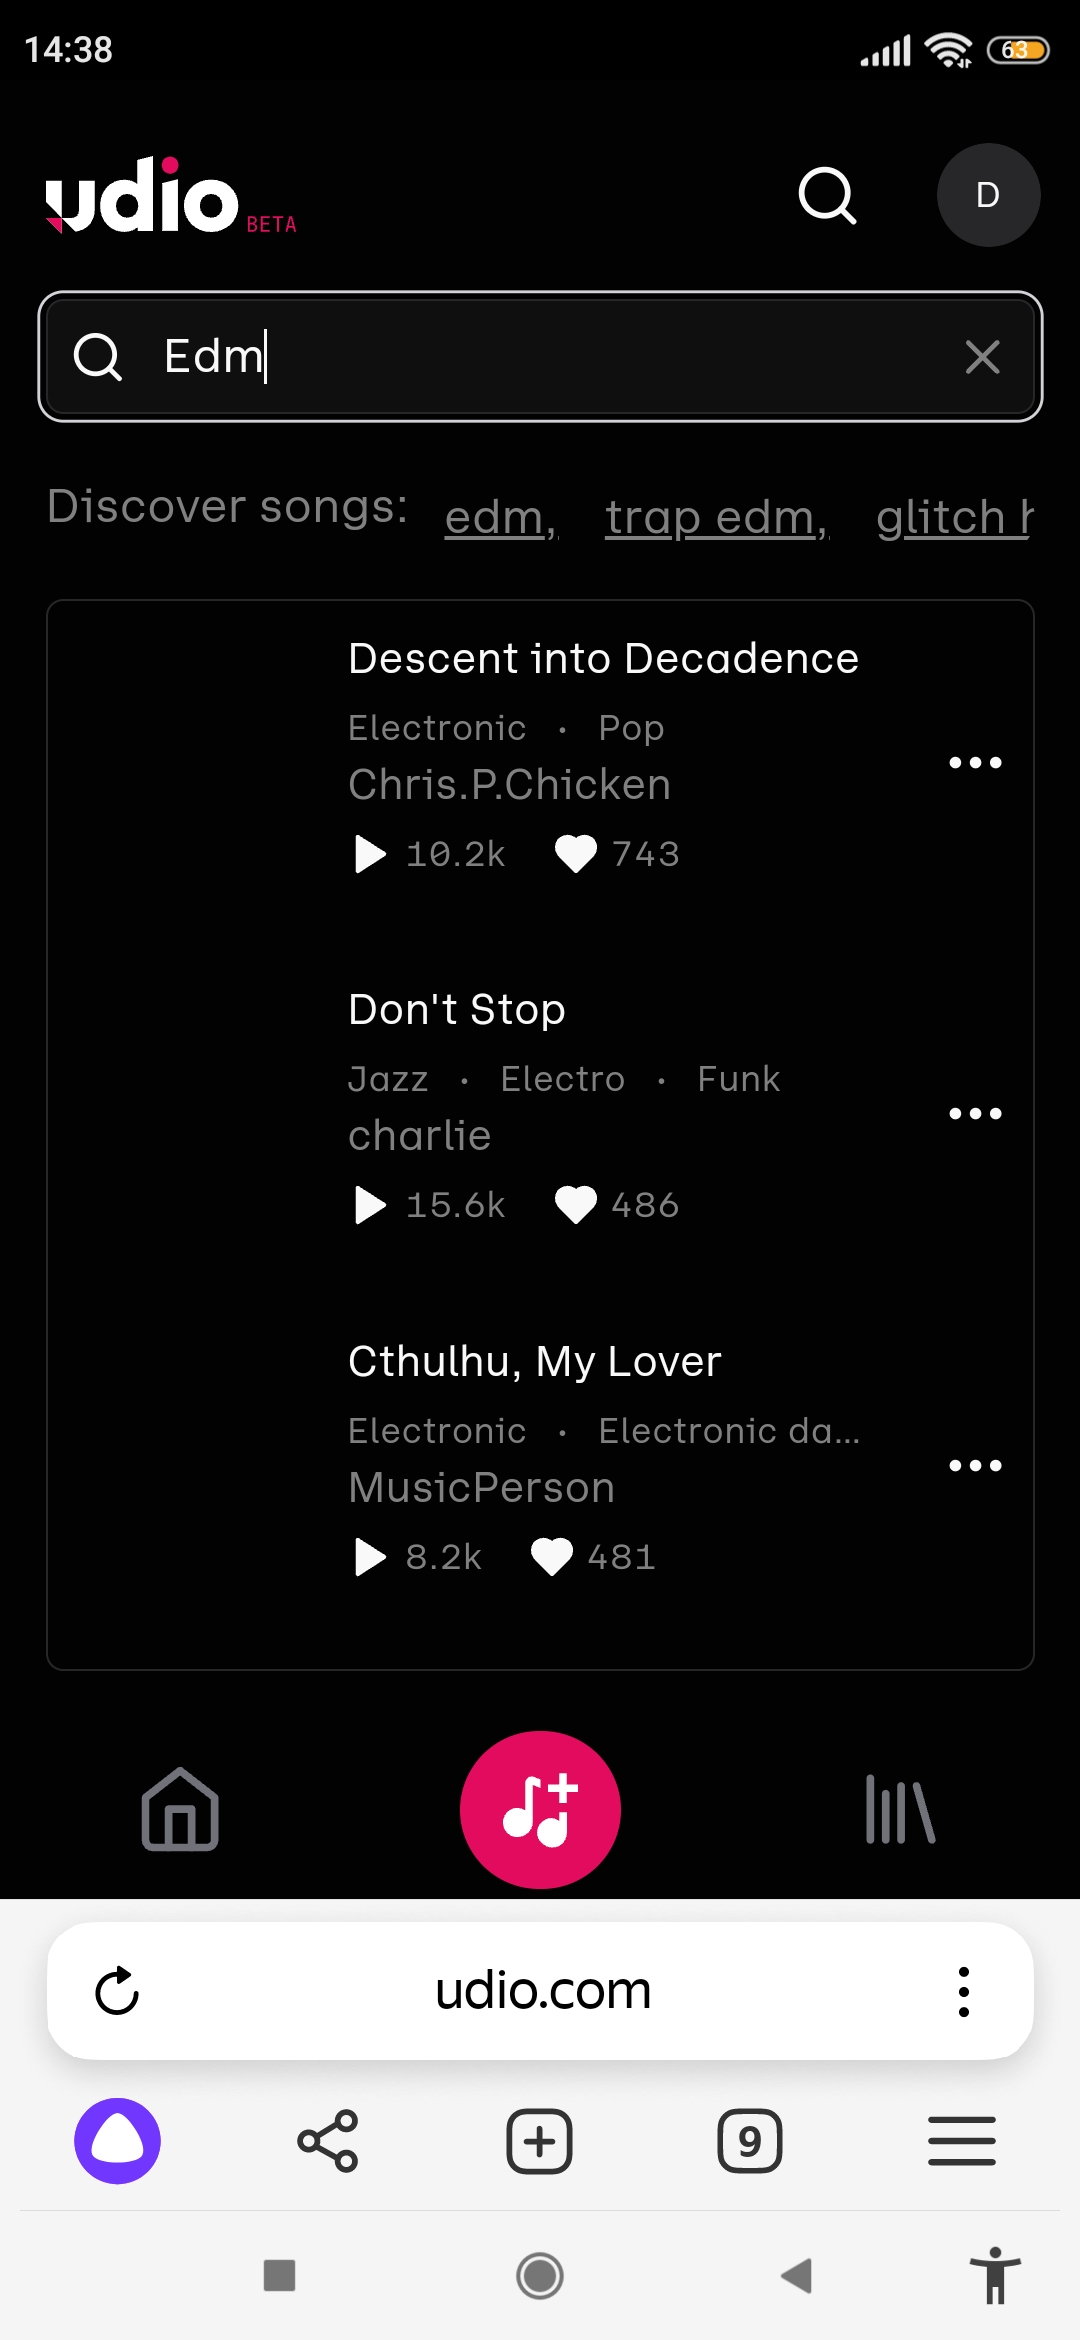 14:38
63
udio BETA
D
Edm
Discover songs: edm, trap edm, glitch h
Descent into Decadence
Electronic · Pop
Chris.P.Chicken
10.2k 743
Don't Stop
Jazz · Electro · Funk
charlie
15.6k 486
Cthulhu, My Lover
Electronic · Electronic da...
MusicPerson
8.2k 481
udio.com
9